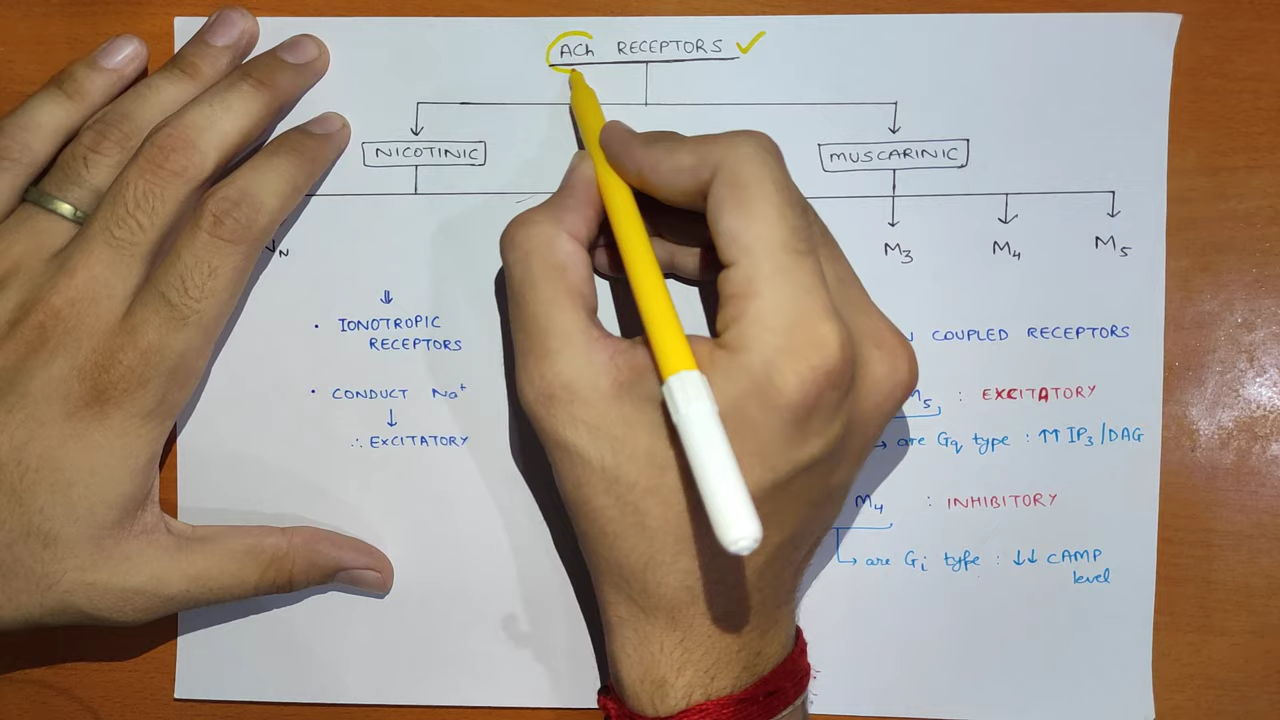 ACh RECEPTORS
NICOTINIC
MUSCARINIC
N
M3 M4 M5
• IONOTROPIC
RECEPTORS
• CONDUCT Na+
∴ EXCITATORY
COUPLED RECEPTORS
M5 : EXCITATORY
are Gq type : ↑↑ IP3/DAG
M4 : INHIBITORY
are Gi type : ↓↓ CAMP
level